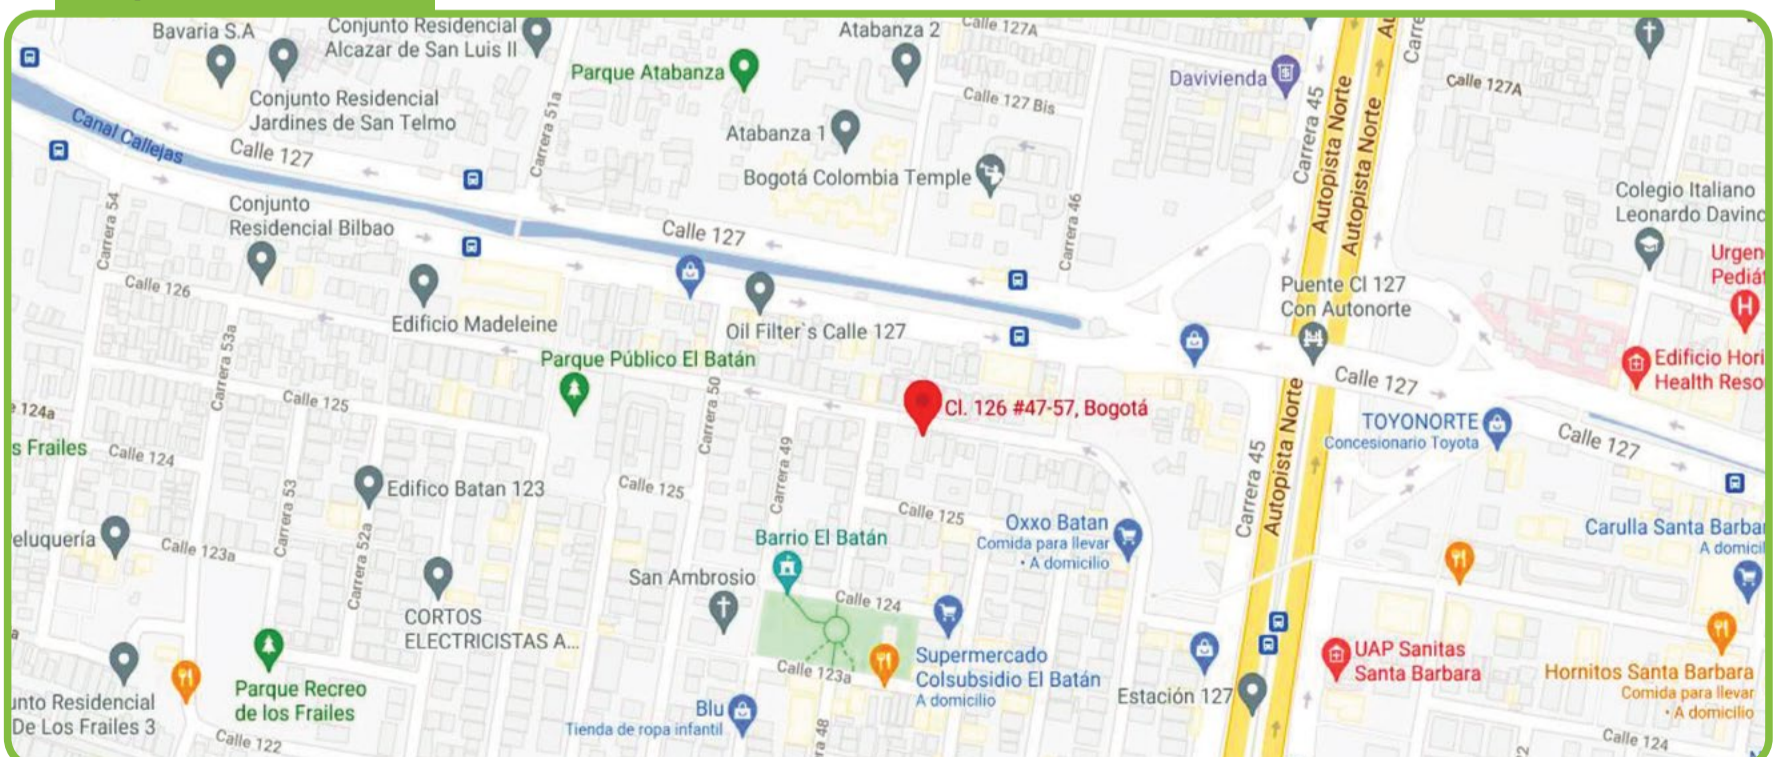 Bavaria S.A
Conjunto Residencial
Alcazar de San Luis II
Atabanza 2
Calle 127A
Parque Atabanza
Davivienda
Calle 127A
Conjunto Residencial
Jardines de San Telmo
Carrera 51a
Calle 127 Bis
Carrera 45
Autopista Norte
Autopista Norte
Canal Callejas
Calle 127
Atabanza 1
Bogotá Colombia Temple
Colegio Italiano
Leonardo Davinc
Carrera 54
Conjunto
Residencial Bilbao
Calle 127
Carrera 46
Urgen
Pediát
Calle 126
Puente Cl 127
Con Autonorte
Edificio Madeleine
Oil Filter`s Calle 127
Carrera 53a
Parque Público El Batán
Edificio Hori
Health Reso
Calle 127
Calle 125
Carrera 50
Cl. 126 #47-57, Bogotá
124a
s Frailes
Calle 124
TOYONORTE
Concesionario Toyota
Calle 127
Carrera 49
Carrera 45
Autopista Norte
Edifico Batan 123
Calle 125
Calle 125
Carrera 53
Oxxo Batan
Comida para llevar
• A domicilio
Carulla Santa Barbar
A domicil
eluquería
Calle 123a
Carrera 52a
Barrio El Batán
San Ambrosio
Calle 124
CORTOS
ELECTRICISTAS A...
Supermercado
Colsubsidio El Batán
A domicilio
Calle 123a
UAP Sanitas
Santa Barbara
Hornitos Santa Barbara
Comida para llevar
• A domicilio
Estación 127
Parque Recreo
de los Frailes
unto Residencial
De Los Frailes 3
Blu
Tienda de ropa infantil
Calle 122
ra 48
Calle 124